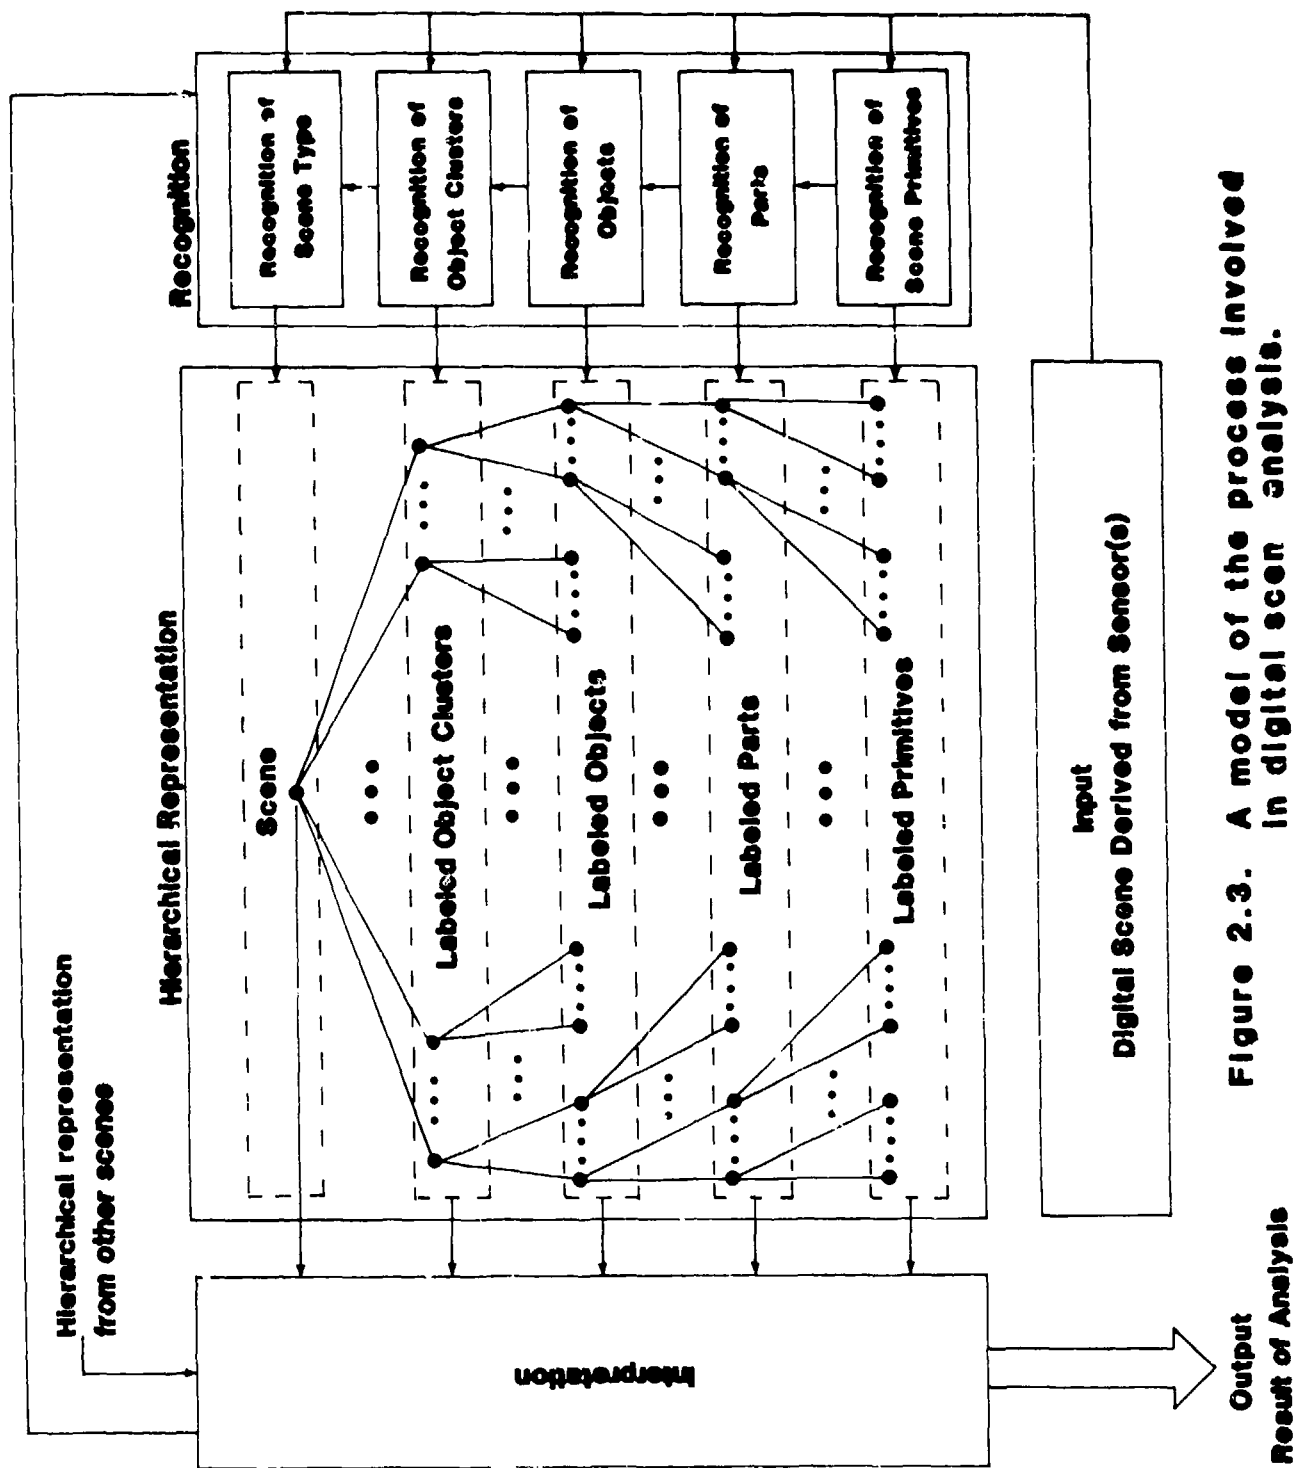 Hierarchical representation
from other scenes
Hierarchical Representation
Recognition
Interpretation
Scene
Labeled Object Clusters
Labeled Objects
Labeled Parts
Labeled Primitives
Recognition of
Scene Type
Recognition of
Object Clusters
Recognition of
Objects
Recognition of
Parts
Recognition of
Scene Primitives
Input
Digital Scene Derived from Sensor(s)
Output
Result of Analysis
Figure 2.3. A model of the process involved
in digital scen analysis.